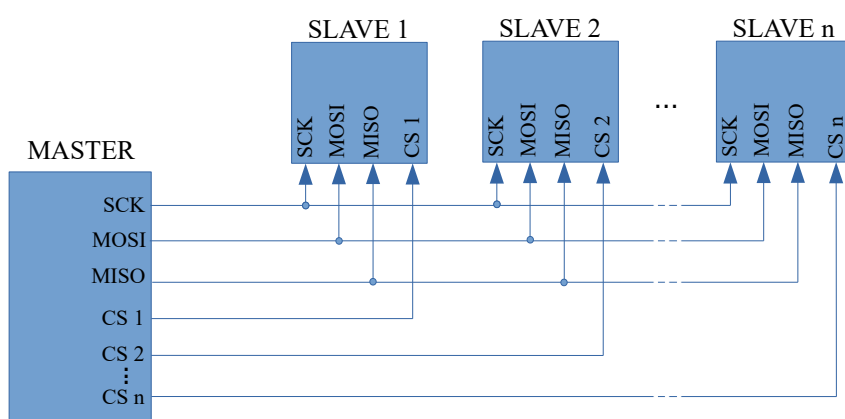 SLAVE 1
SLAVE 2
SLAVE n
SCK
MOSI
MISO
CS 1
SCK
MOSI
MISO
CS 2
...
SCK
MOSI
MISO
CS n
MASTER
SCK
MOSI
MISO
CS 1
CS 2
CS n